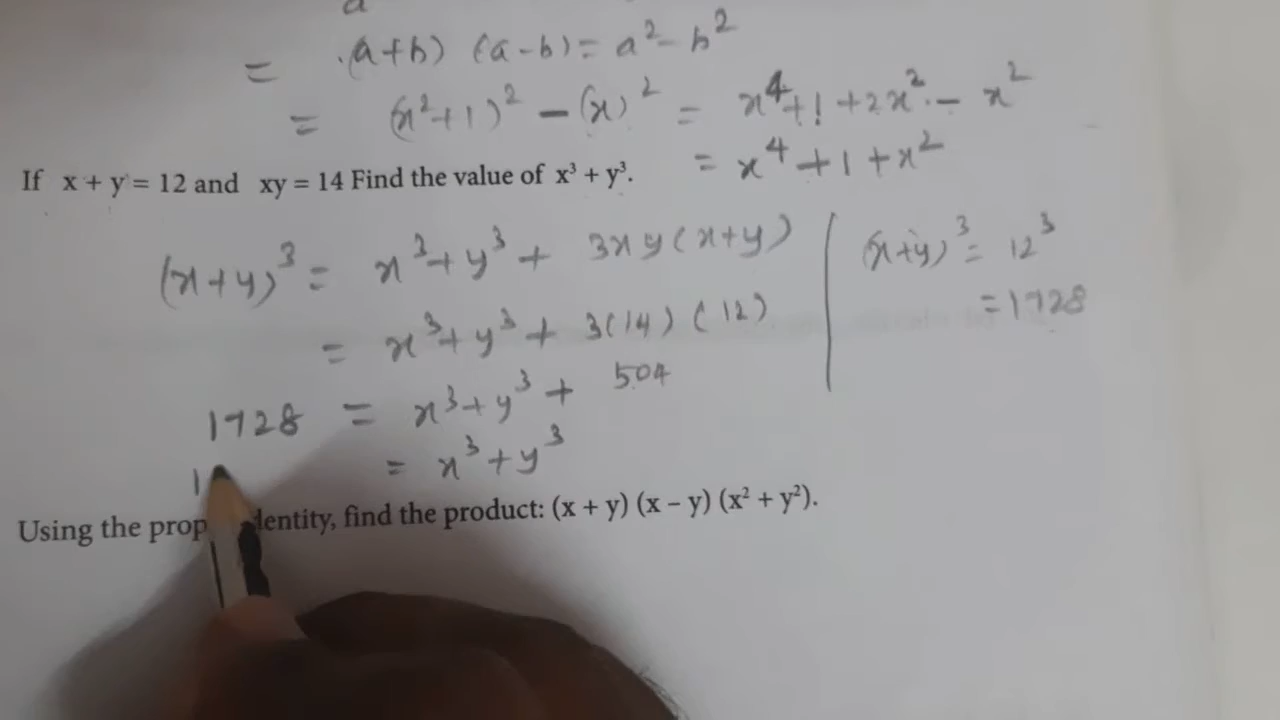 a
= (a+b) (a-b) = a² - b²
= (x²+1)² - (x)² = x⁴+1+2x² - x²
= x⁴+1+x²
If x + y = 12 and xy = 14 Find the value of x³ + y³.
(x+y)³ = x³+y³+ 3xy(x+y)
= x³+y³+ 3(14)(12)
1728 = x³+y³+ 504
1 = x³+y³
(x+y)³ = 12³
= 1728
Using the prop dentity, find the product: (x + y) (x – y) (x² + y²).